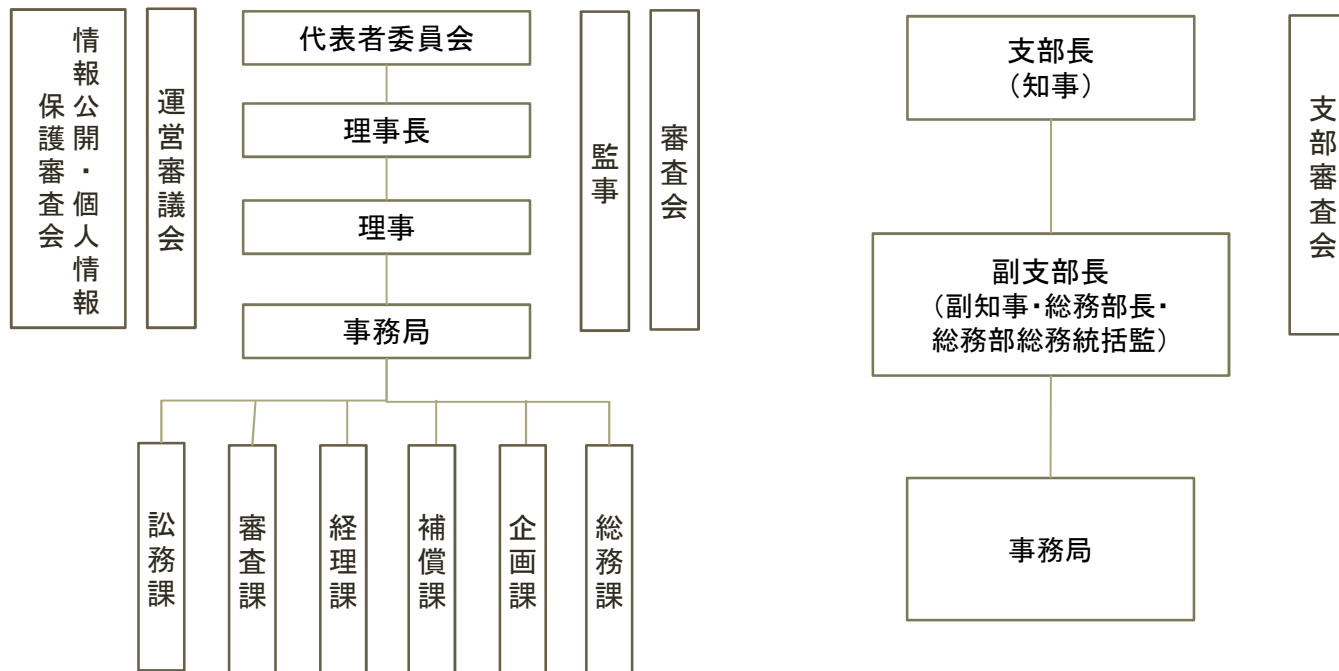 情報公開・個人情報
保護審査会
運営審議会
代表者委員会
理事長
理事
事務局
監事
審査会
訟務課
審査課
経理課
補償課
企画課
総務課
支部長
（知事）
副支部長
（副知事・総務部長・
総務部総務統括監）
事務局
支部審査会